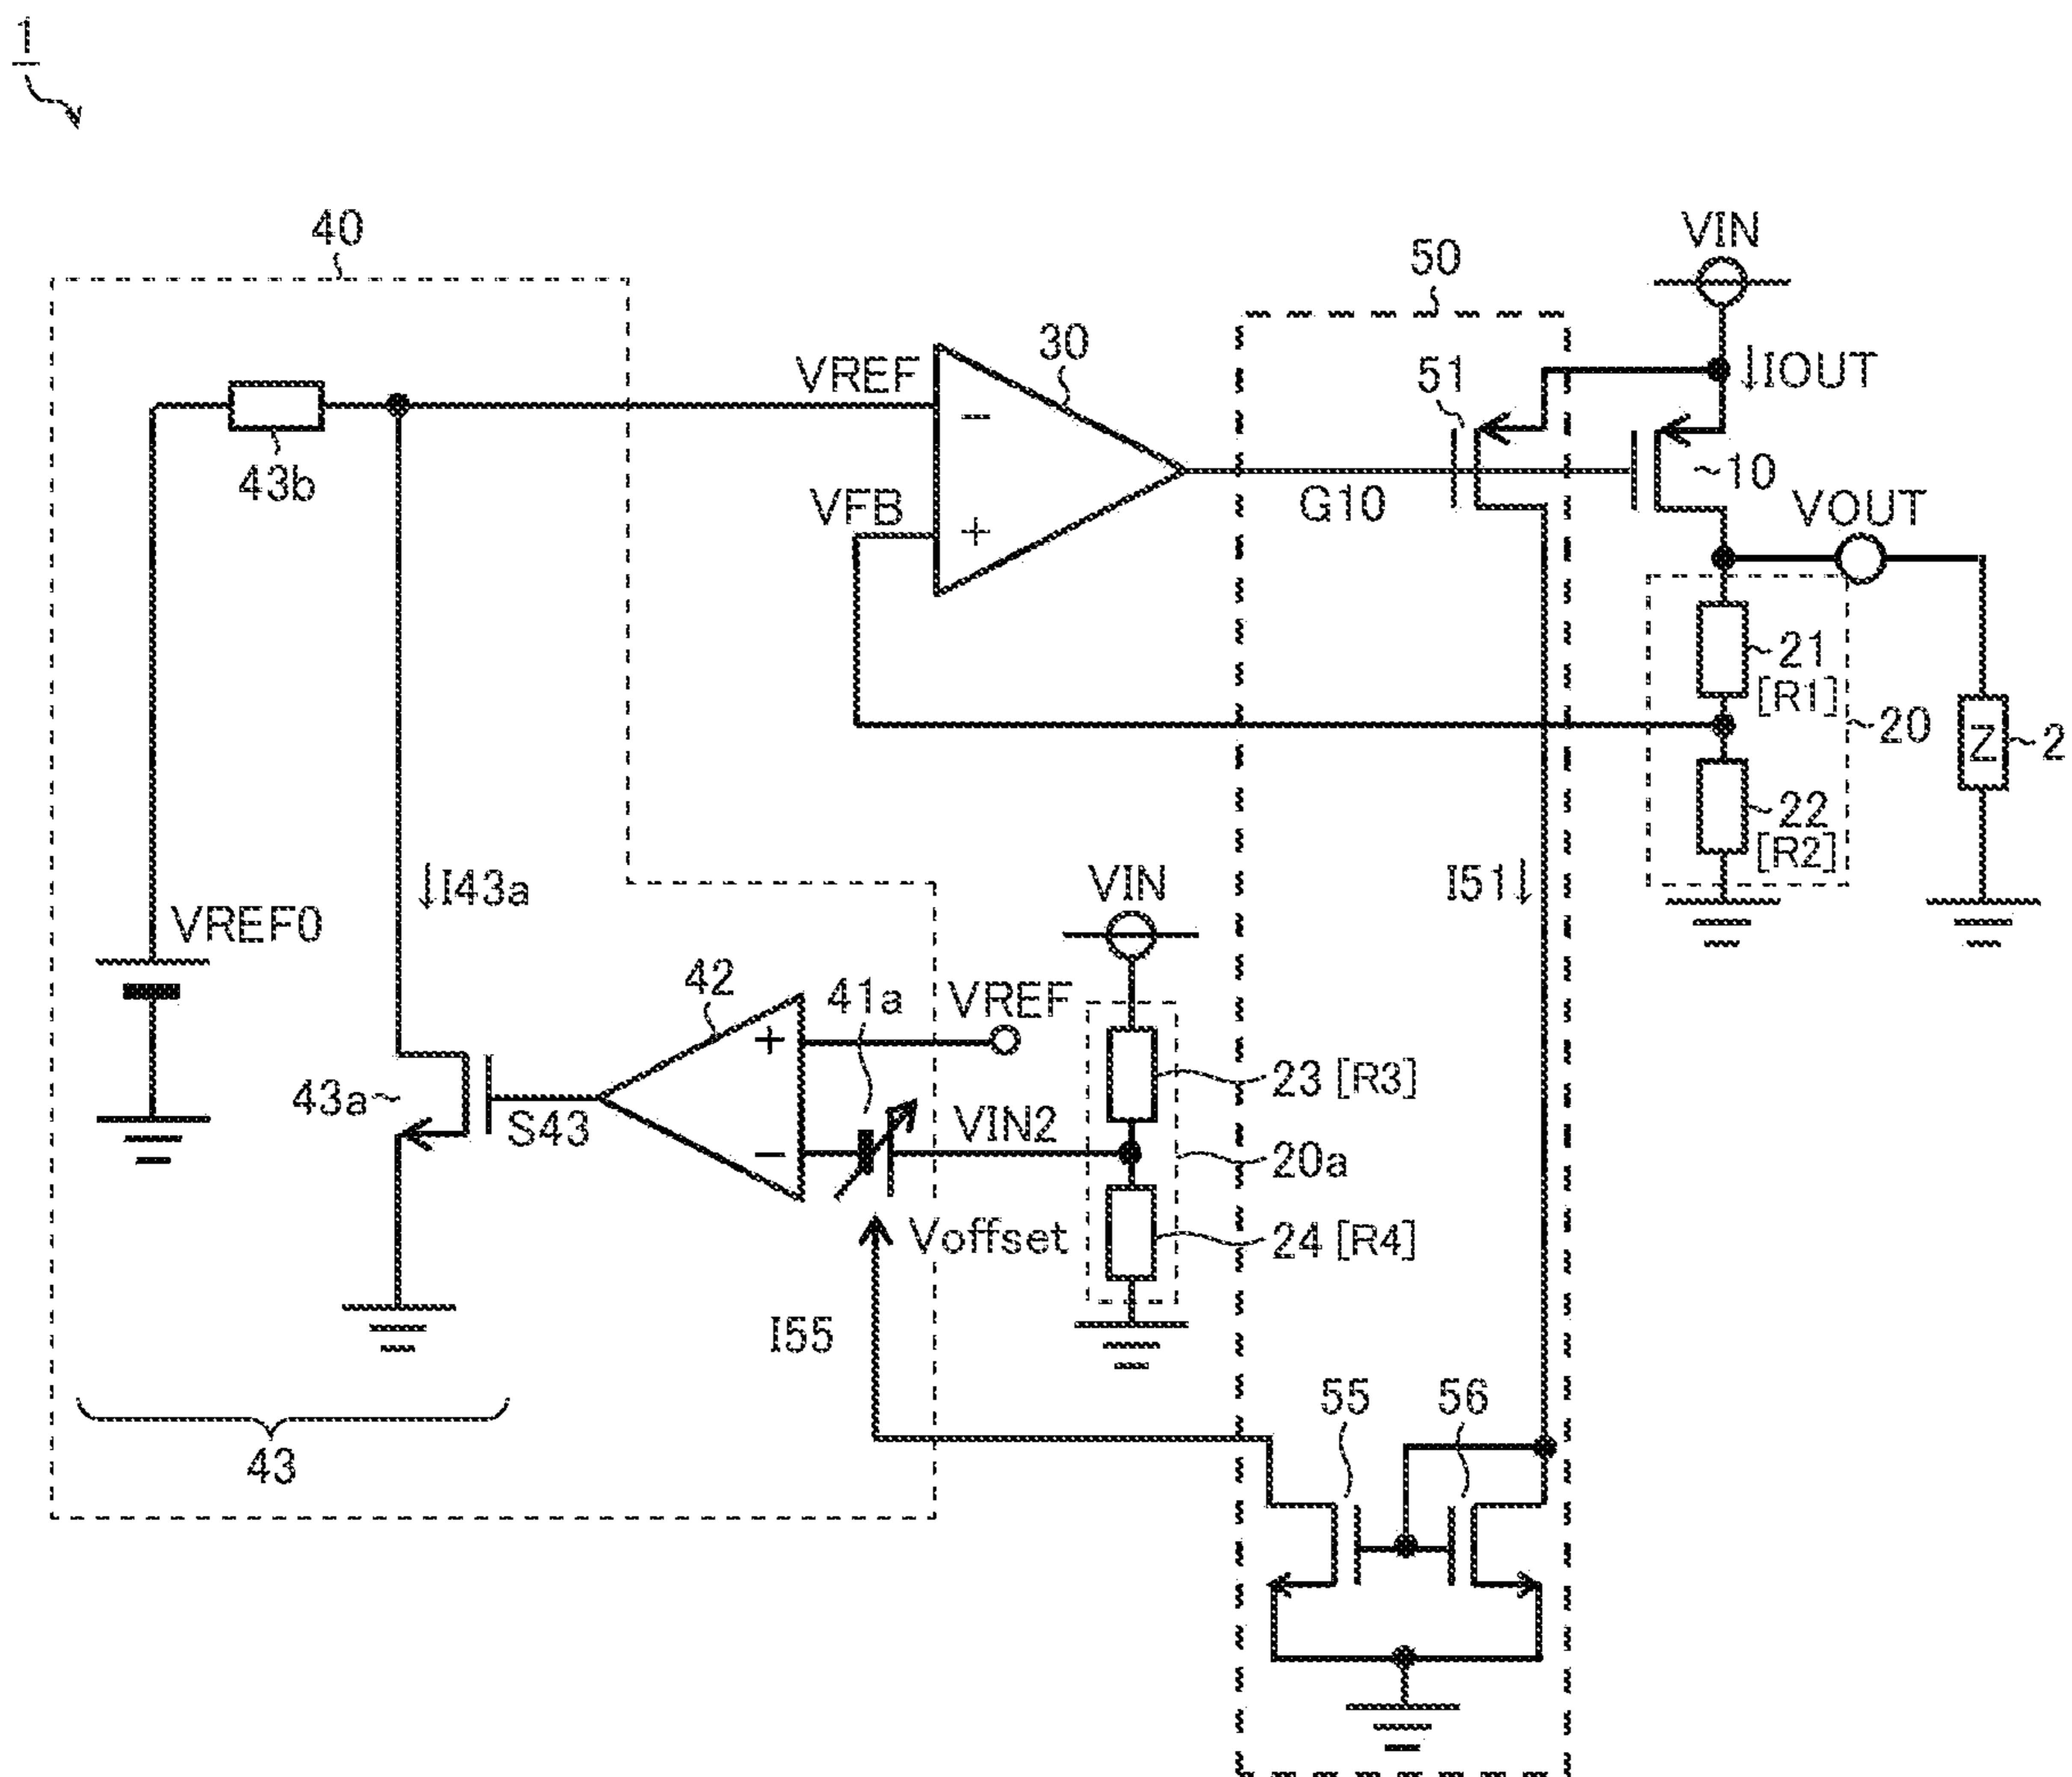 1
40
VIN
50
30
VREF
51
↓IOUT
−
43b
~10
VFB
G10
VOUT
+
21
[R1]
20
Z
2
22
[R2]
↓I43a
VIN
I51↓
VREF0
42
41a
VREF
+
23 [R3]
43a~
S43
VIN2
−
20a
Voffset
24 [R4]
I55
55
56
43